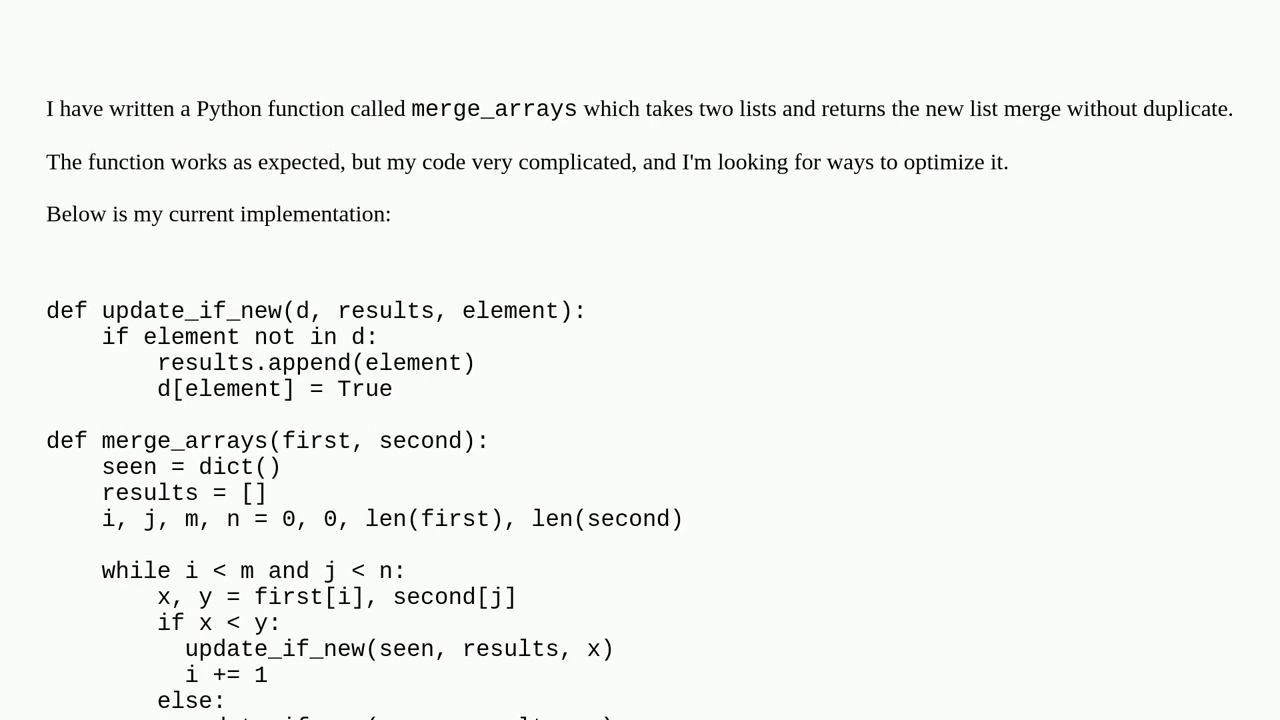 I have written a Python function called merge_arrays which takes two lists and returns the new list merge without duplicate.
The function works as expected, but my code very complicated, and I'm looking for ways to optimize it.
Below is my current implementation:
def update_if_new(d, results, element):
    if element not in d:
        results.append(element)
        d[element] = True
def merge_arrays(first, second):
    seen = dict()
    results = []
    i, j, m, n = 0, 0, len(first), len(second)
    while i < m and j < n:
        x, y = first[i], second[j]
        if x < y:
          update_if_new(seen, results, x)
          i += 1
        else: